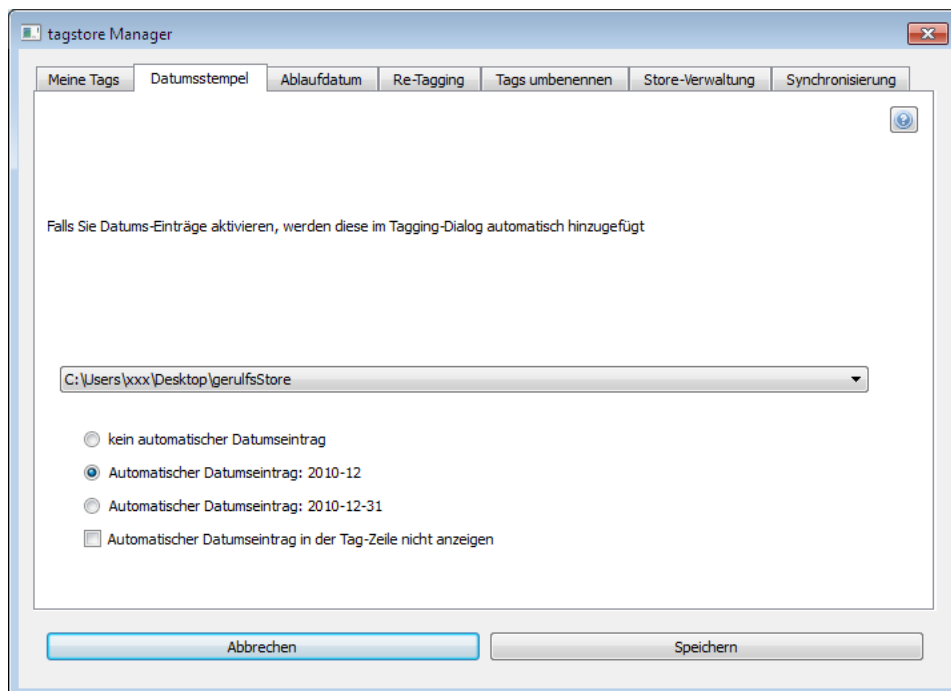 tagstore Manager
Meine Tags Datumsstempel Ablaufdatum Re-Tagging Tags umbenennen Store-Verwaltung Synchronisierung
Falls Sie Datums-Einträge aktivieren, werden diese im Tagging-Dialog automatisch hinzugefügt
C:\Users\xxx\Desktop\gerulfsStore
kein automatischer Datumseintrag
Automatischer Datumseintrag: 2010-12
Automatischer Datumseintrag: 2010-12-31
Automatischer Datumseintrag in der Tag-Zeile nicht anzeigen
Abbrechen Speichern